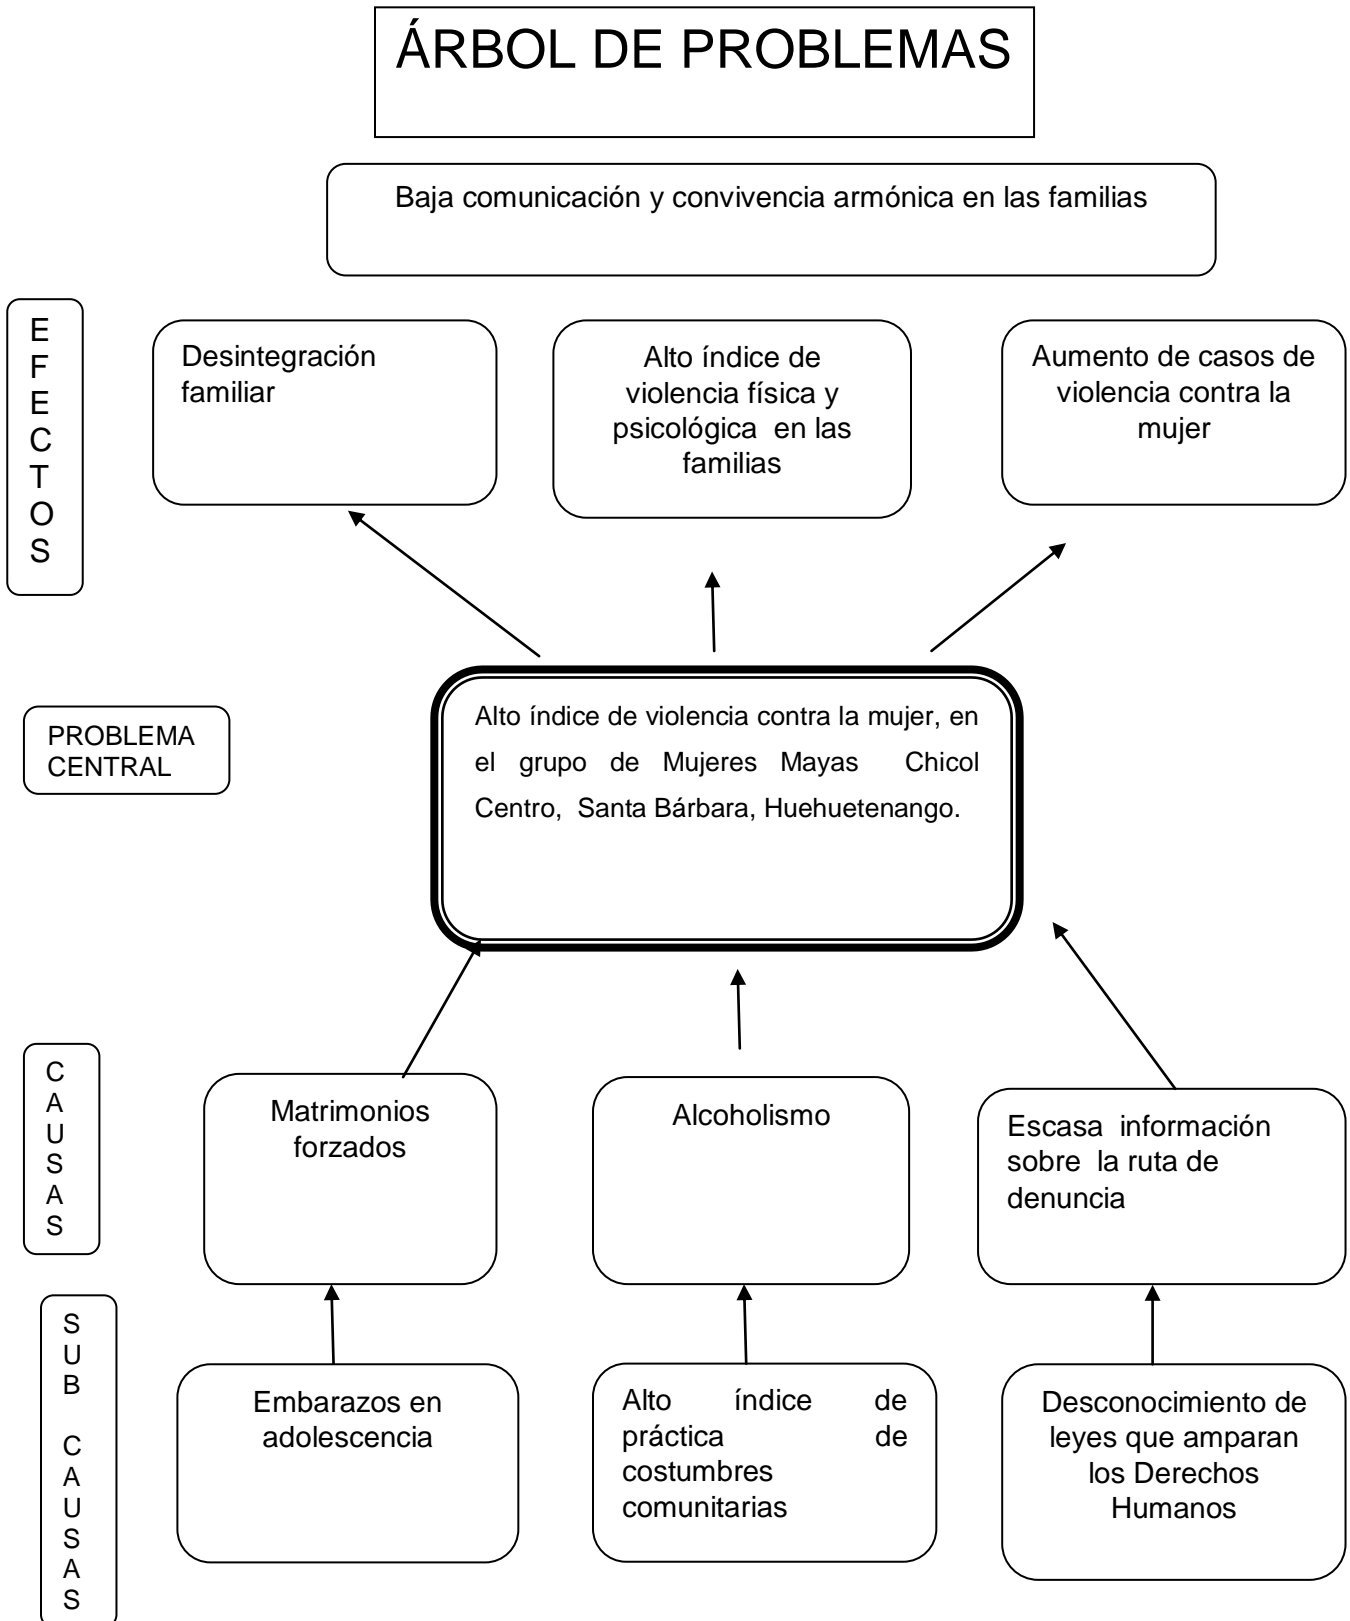 ÁRBOL DE PROBLEMAS
Baja comunicación y convivencia armónica en las familias
E
F
E
C
T
O
S
Desintegración
familiar
Alto índice de
violencia física y
psicológica en las
familias
Aumento de casos de
violencia contra la
mujer
PROBLEMA
CENTRAL
Alto índice de violencia contra la mujer, en
el grupo de Mujeres Mayas Chicol
Centro, Santa Bárbara, Huehuetenango.
C
A
U
S
A
S
Matrimonios
forzados
Alcoholismo
Escasa información
sobre la ruta de
denuncia
S
U
B
C
A
U
S
A
S
Embarazos en
adolescencia
Alto índice de
práctica de
costumbres
comunitarias
Desconocimiento de
leyes que amparan
los Derechos
Humanos